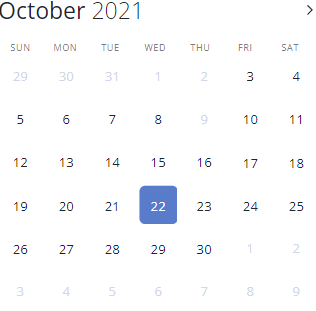 October 2021
SUN MON TUE WED THU FRI SAT
29 30 31 1 2 3 4
5 6 7 8 9 10 11
12 13 14 15 16 17 18
19 20 21 22 23 24 25
26 27 28 29 30 1 2
3 4 5 6 7 8 9